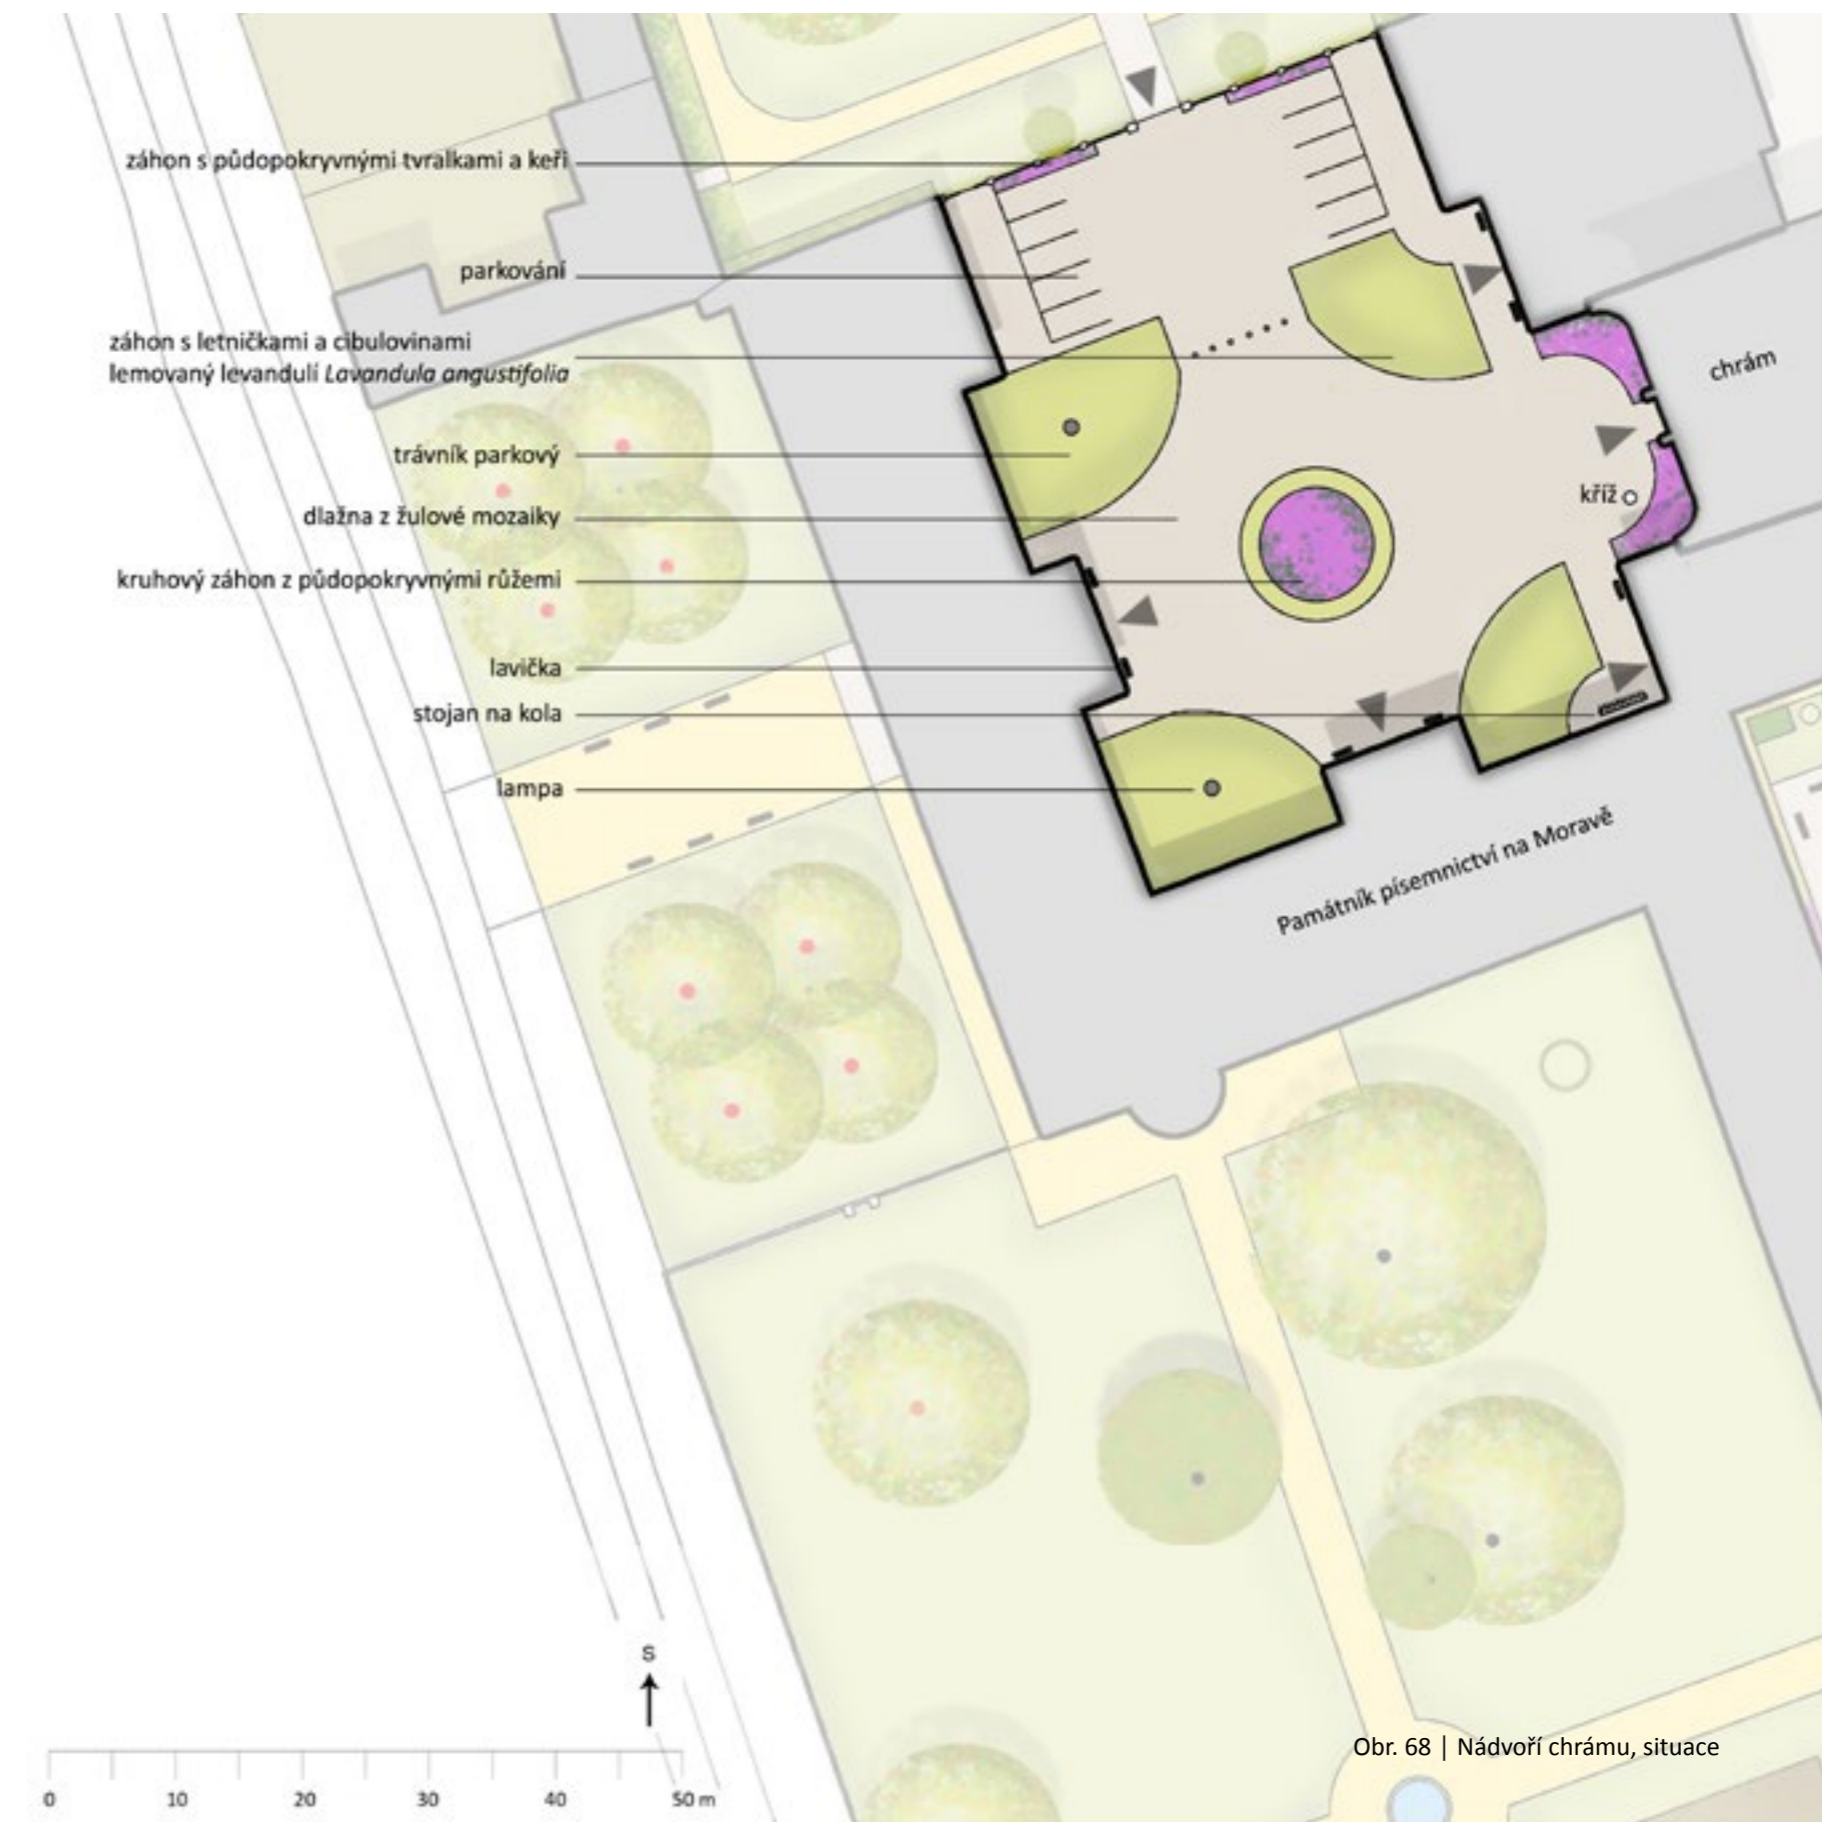 záhon s půdopokryvnými tvralkami a keři
parkování
záhon s letničkami a cibulovinami
lemovaný levandulí Lavandula angustifolia
trávník parkový
dlažna z žulové mozaiky
kruhový záhon z půdopokryvnými růžemi
lavička
stojan na kola
lampa
chrám
kříž
Památník písemnictví na Moravě
S
0 10 20 30 40 50 m
Obr. 68 | Nádvoří chrámu, situace